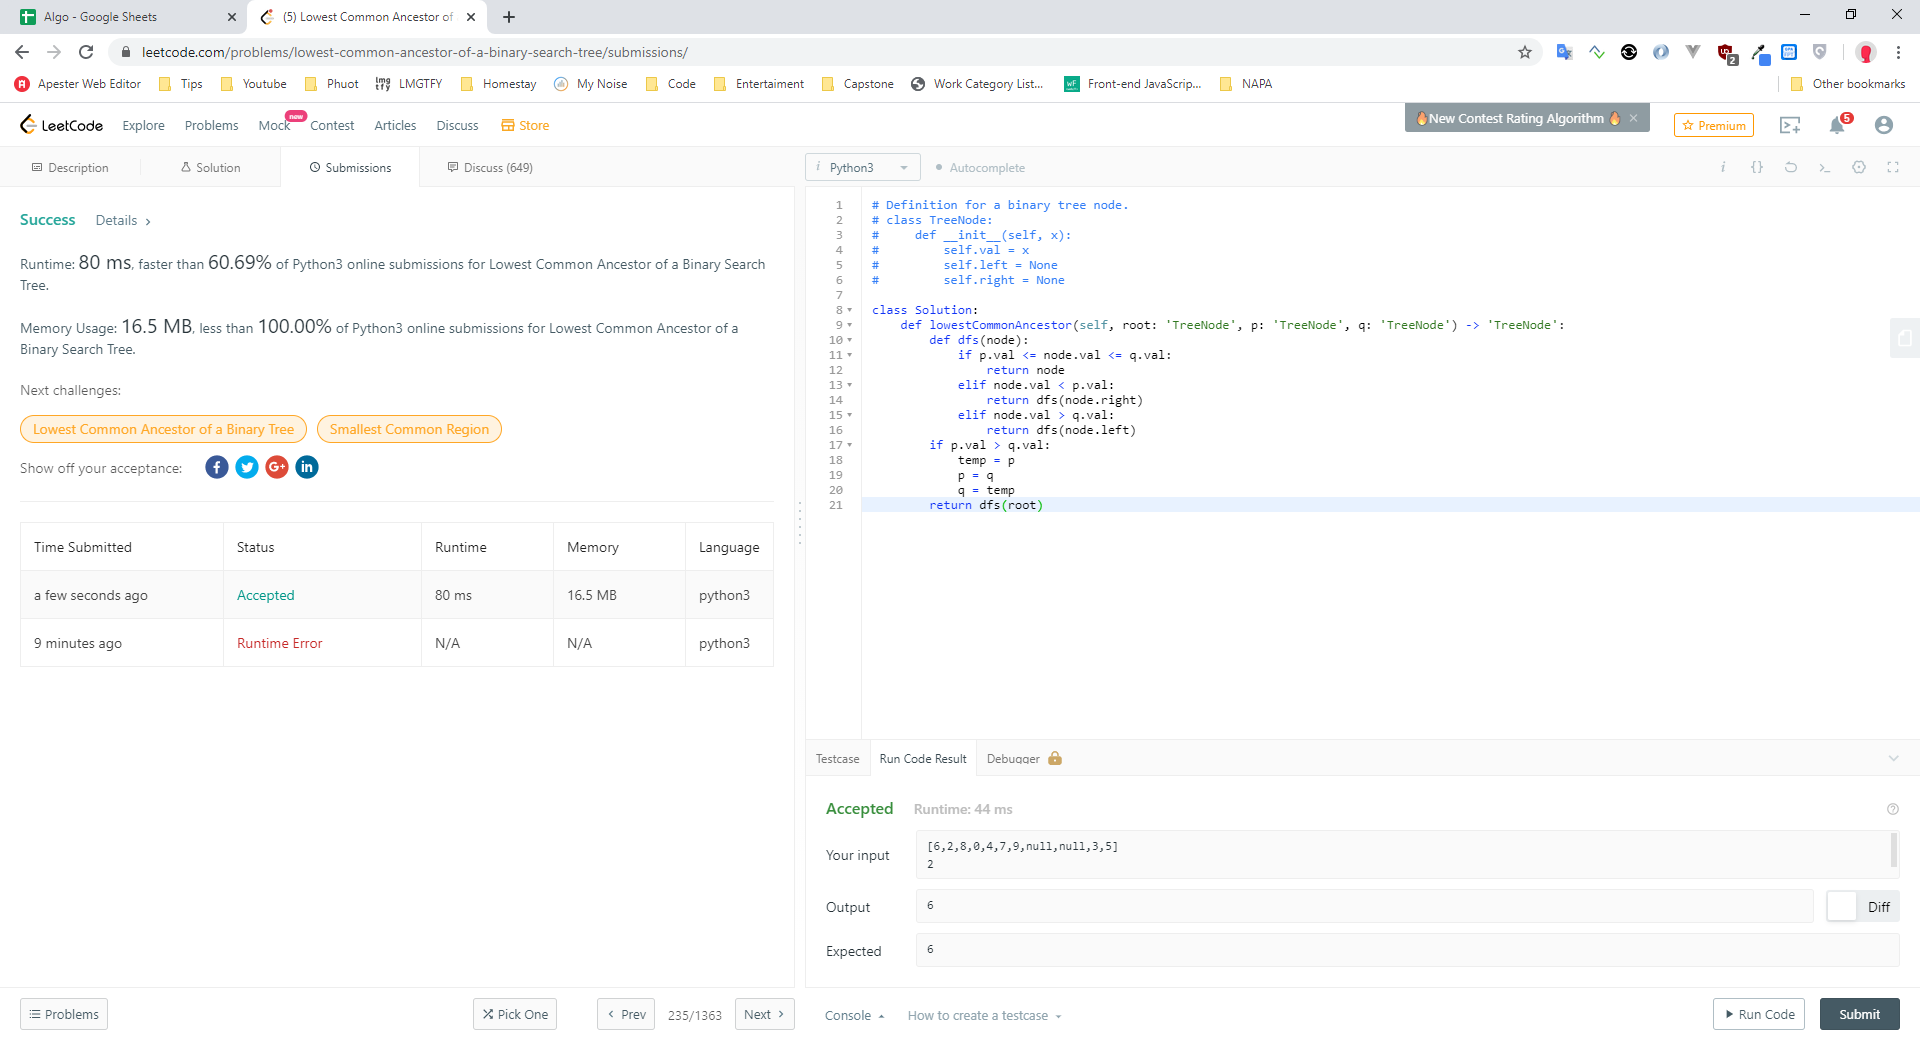 Algo - Google Sheets
(5) Lowest Common Ancestor of
leetcode.com/problems/lowest-common-ancestor-of-a-binary-search-tree/submissions/
2
Apester Web Editor Tips Youtube Phuot LMGTFY Homestay My Noise Code Entertaiment Capstone Work Category List... Front-end JavaScrip... NAPA Other bookmarks
LeetCode Explore Problems Mock new Contest Articles Discuss Store
🔥New Contest Rating Algorithm 🔥 ×
Premium
5
Description Solution Submissions Discuss (649)
Python3 Autocomplete
Success Details
Runtime: 80 ms, faster than 60.69% of Python3 online submissions for Lowest Common Ancestor of a Binary Search
Tree.
Memory Usage: 16.5 MB, less than 100.00% of Python3 online submissions for Lowest Common Ancestor of a
Binary Search Tree.
Next challenges:
Lowest Common Ancestor of a Binary Tree Smallest Common Region
Show off your acceptance:
Time Submitted Status Runtime Memory Language
a few seconds ago Accepted 80 ms 16.5 MB python3
9 minutes ago Runtime Error N/A N/A python3
1 # Definition for a binary tree node.
2 # class TreeNode:
3 #     def __init__(self, x):
4 #         self.val = x
5 #         self.left = None
6 #         self.right = None
7
8 class Solution:
9     def lowestCommonAncestor(self, root: 'TreeNode', p: 'TreeNode', q: 'TreeNode') -> 'TreeNode':
10         def dfs(node):
11             if p.val <= node.val <= q.val:
12                 return node
13             elif node.val < p.val:
14                 return dfs(node.right)
15             elif node.val > q.val:
16                 return dfs(node.left)
17         if p.val > q.val:
18             temp = p
19             p = q
20             q = temp
21         return dfs(root)
Testcase Run Code Result Debugger
Accepted Runtime: 44 ms
Your input
[6,2,8,0,4,7,9,null,null,3,5]
2
Output
6
Diff
Expected
6
Problems Pick One Prev 235/1363 Next Console How to create a testcase Run Code Submit